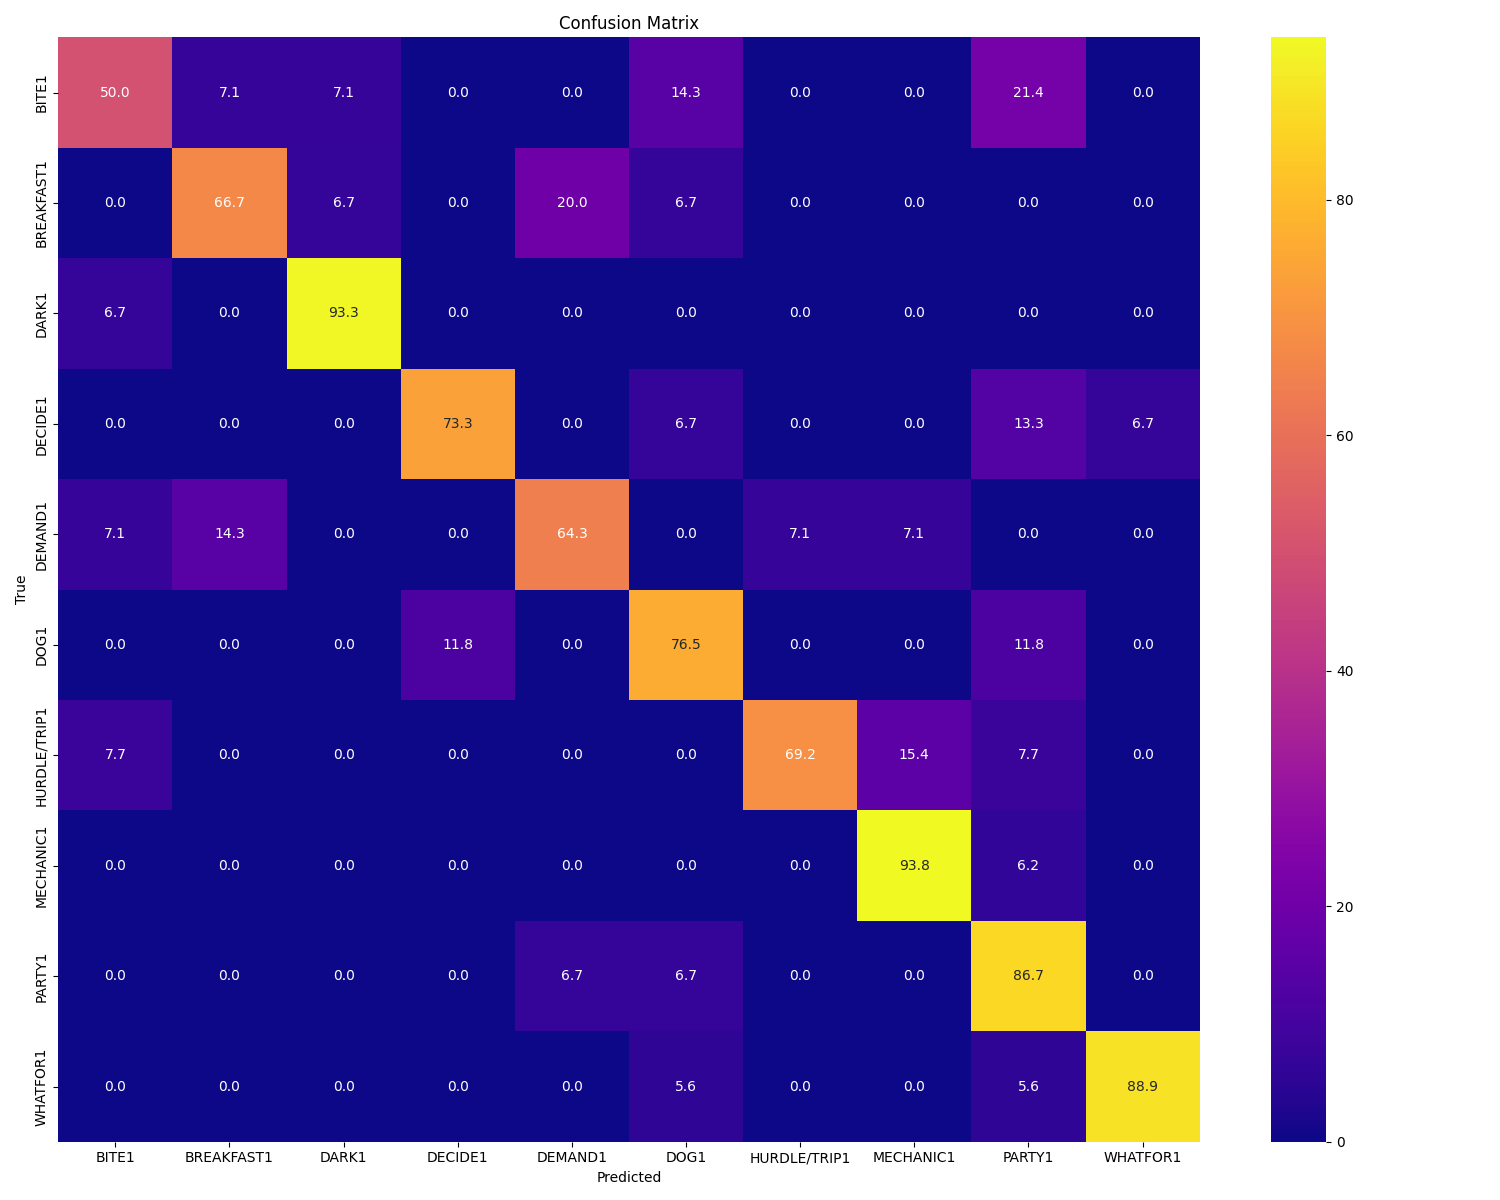 Confusion Matrix
BITE1 50.0 7.1 7.1 0.0 0.0 14.3 0.0 0.0 21.4 0.0
BREAKFAST1 0.0 66.7 6.7 0.0 20.0 6.7 0.0 0.0 0.0 0.0
DARK1 6.7 0.0 93.3 0.0 0.0 0.0 0.0 0.0 0.0 0.0
DECIDE1 0.0 0.0 0.0 73.3 0.0 6.7 0.0 0.0 13.3 6.7
DEMAND1 7.1 14.3 0.0 0.0 64.3 0.0 7.1 7.1 0.0 0.0
DOG1 0.0 0.0 0.0 11.8 0.0 76.5 0.0 0.0 11.8 0.0
HURDLE/TRIP1 7.7 0.0 0.0 0.0 0.0 0.0 69.2 15.4 7.7 0.0
MECHANIC1 0.0 0.0 0.0 0.0 0.0 0.0 0.0 93.8 6.2 0.0
PARTY1 0.0 0.0 0.0 0.0 6.7 6.7 0.0 0.0 86.7 0.0
WHATFOR1 0.0 0.0 0.0 0.0 0.0 5.6 0.0 0.0 5.6 88.9
BITE1 BREAKFAST1 DARK1 DECIDE1 DEMAND1 DOG1 HURDLE/TRIP1 MECHANIC1 PARTY1 WHATFOR1
Predicted
True
80
60
40
20
0